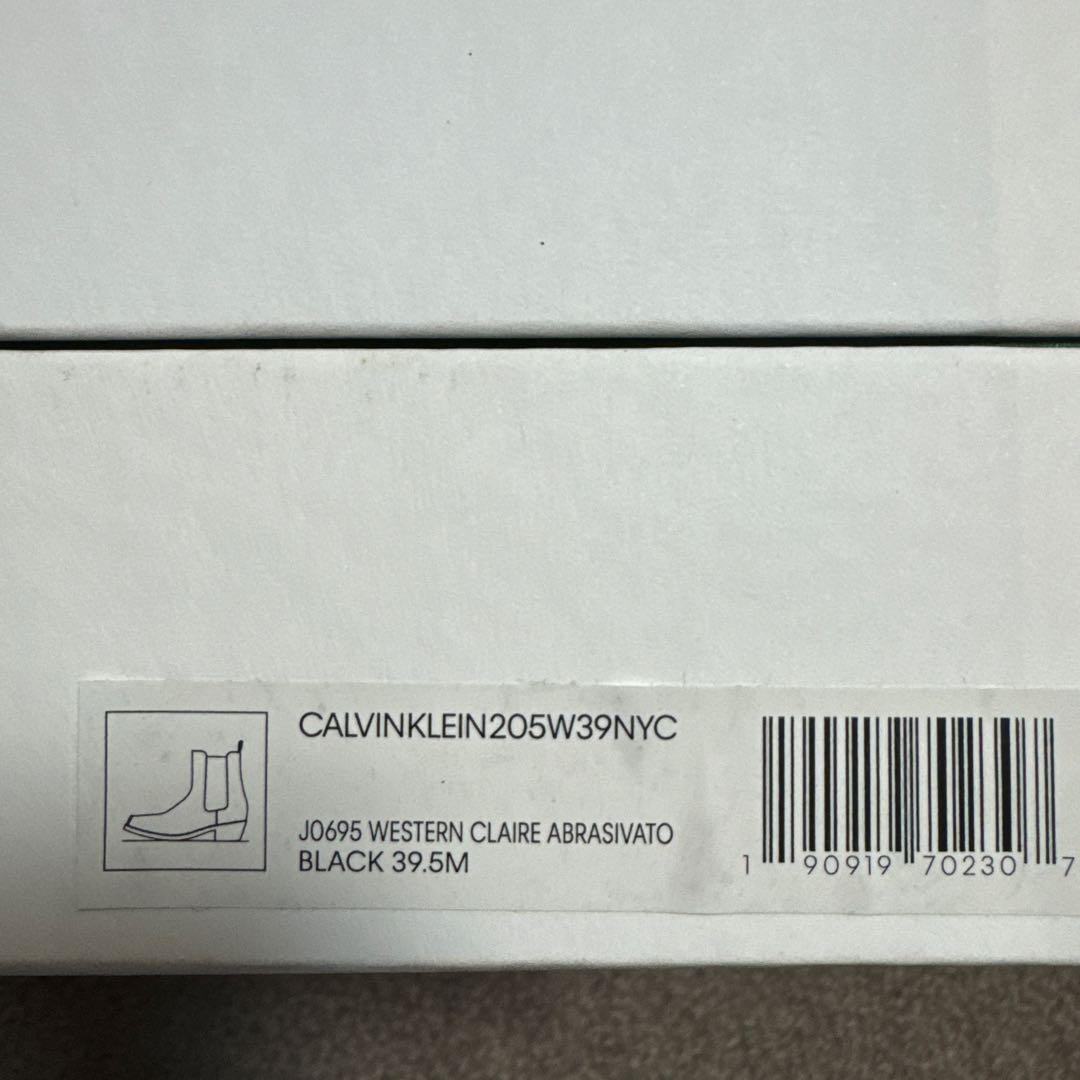 CALVINKLEIN205W39NYC
J0695 WESTERN CLAIRE ABRASIVATO
BLACK 39.5M
1 90919 70230 7